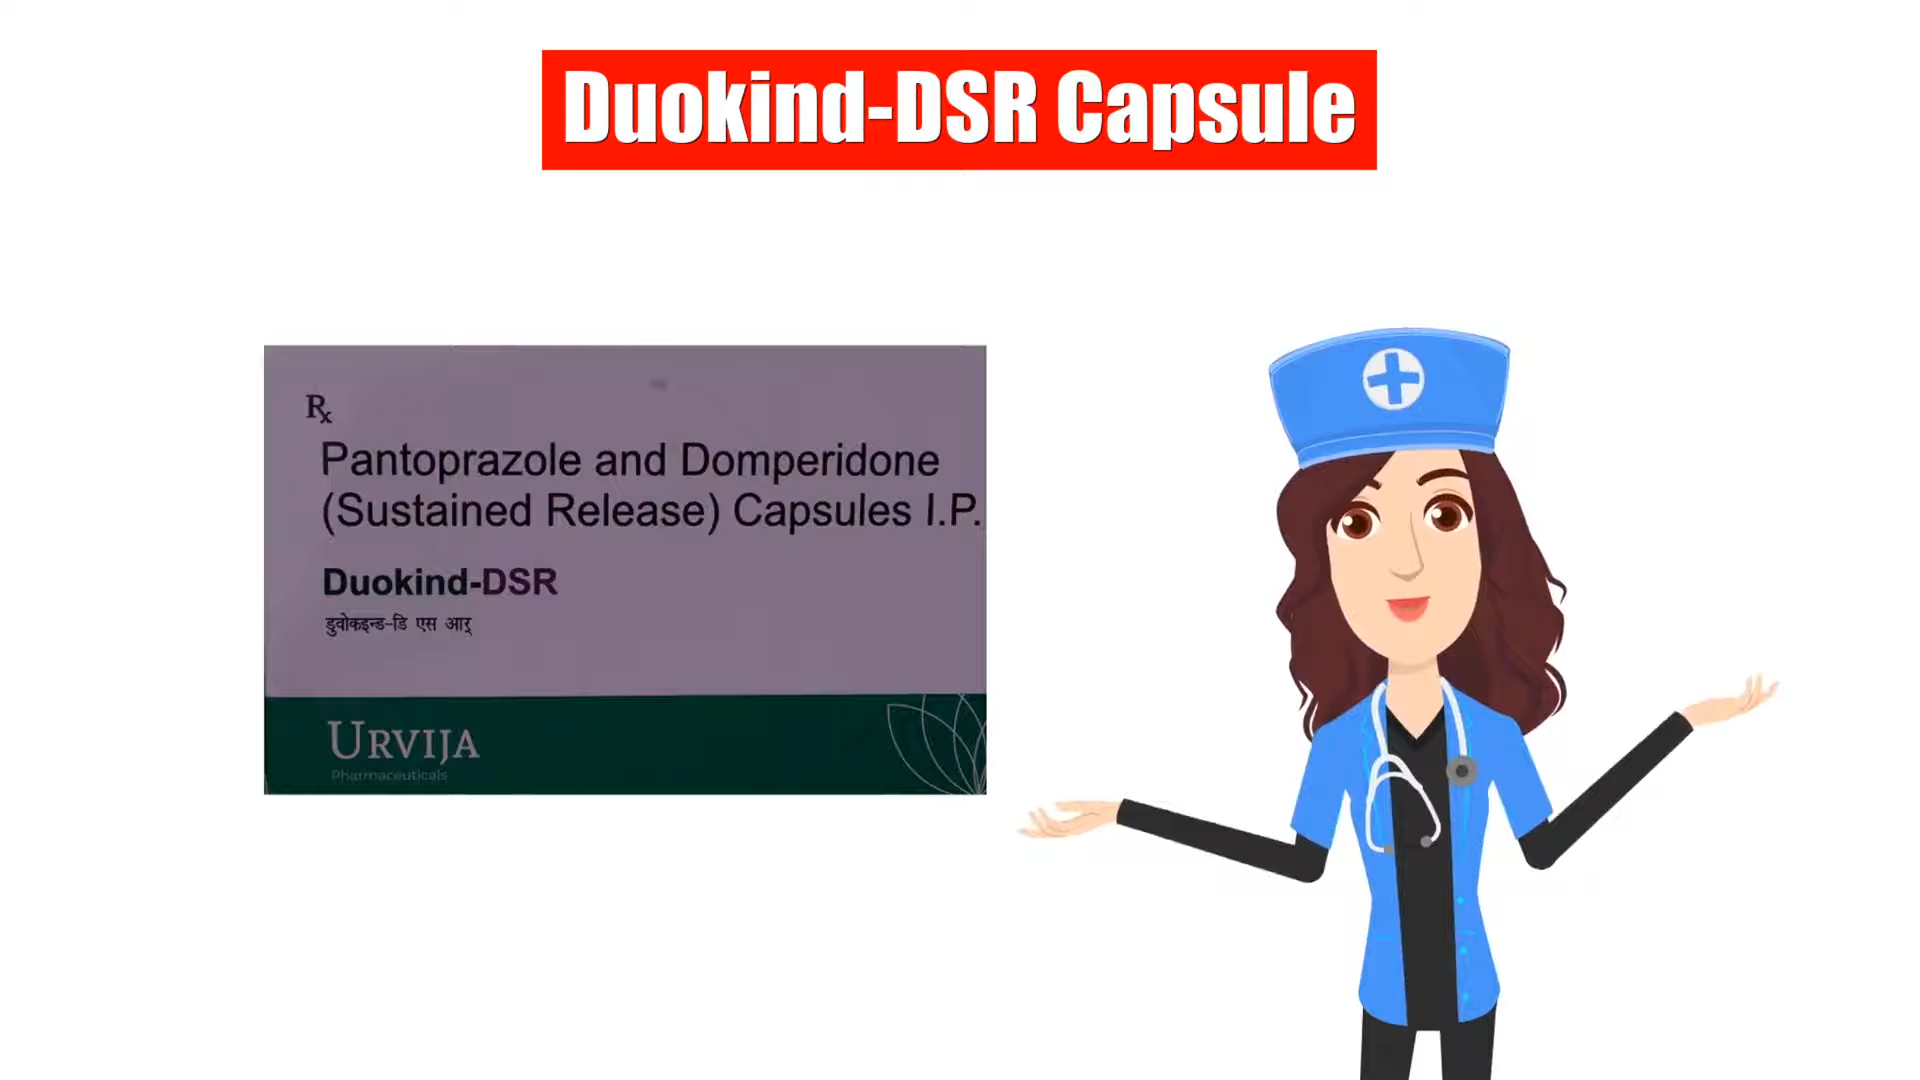 Duokind-DSR Capsule
Rx
Pantoprazole and Domperidone
(Sustained Release) Capsules I.P.
Duokind-DSR
डुवोकइन्ड-डि एस आर्
URVIJA
Pharmaceuticals